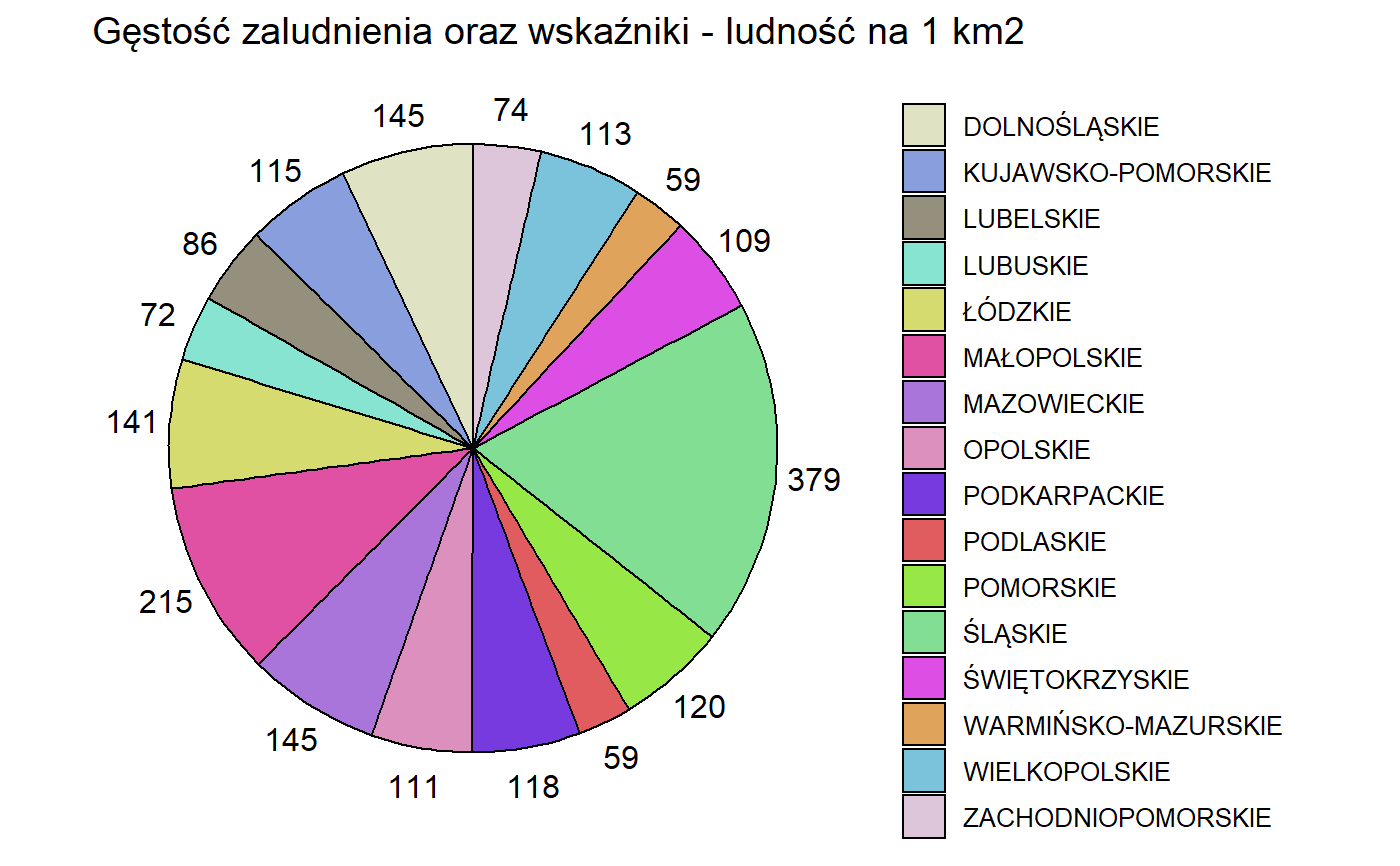 Gęstość zaludnienia oraz wskaźniki - ludność na 1 km2
145
74
113
59
109
379
120
59
118
111
145
215
141
72
86
115
DOLNOŚLĄSKIE
KUJAWSKO-POMORSKIE
LUBELSKIE
LUBUSKIE
ŁÓDZKIE
MAŁOPOLSKIE
MAZOWIECKIE
OPOLSKIE
PODKARPACKIE
PODLASKIE
POMORSKIE
ŚLĄSKIE
ŚWIĘTOKRZYSKIE
WARMIŃSKO-MAZURSKIE
WIELKOPOLSKIE
ZACHODNIOPOMORSKIE